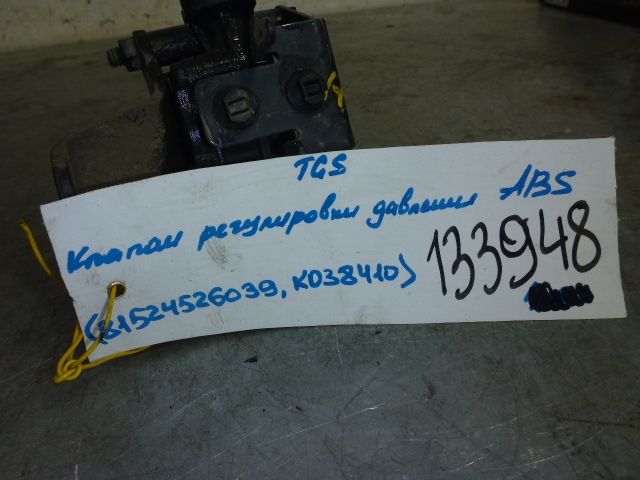 TGS
Клапан регулировки давления ABS
(81524526039, K038410) 133948